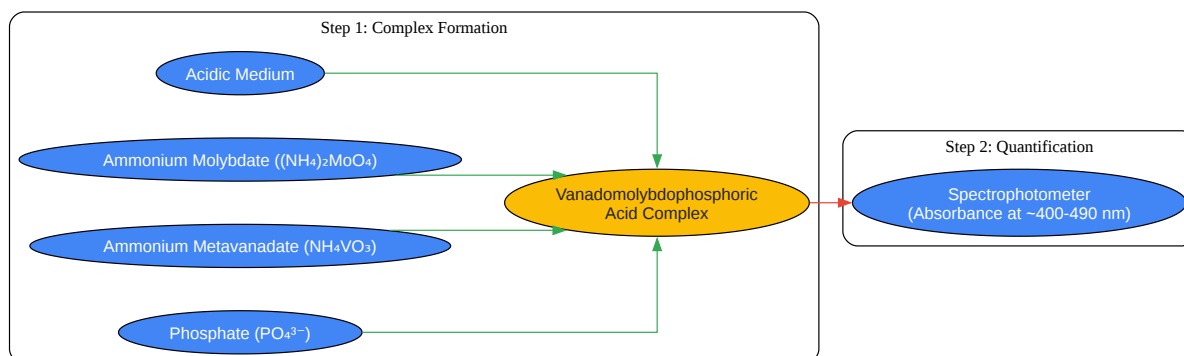 Step 1: Complex Formation
Acidic Medium
Ammonium Molybdate ((NH₄)₂MoO₄)
Ammonium Metavanadate (NH₄VO₃)
Phosphate (PO₄³⁻)
Vanadomolybdophosphoric
Acid Complex
Step 2: Quantification
Spectrophotometer
(Absorbance at ~400-490 nm)